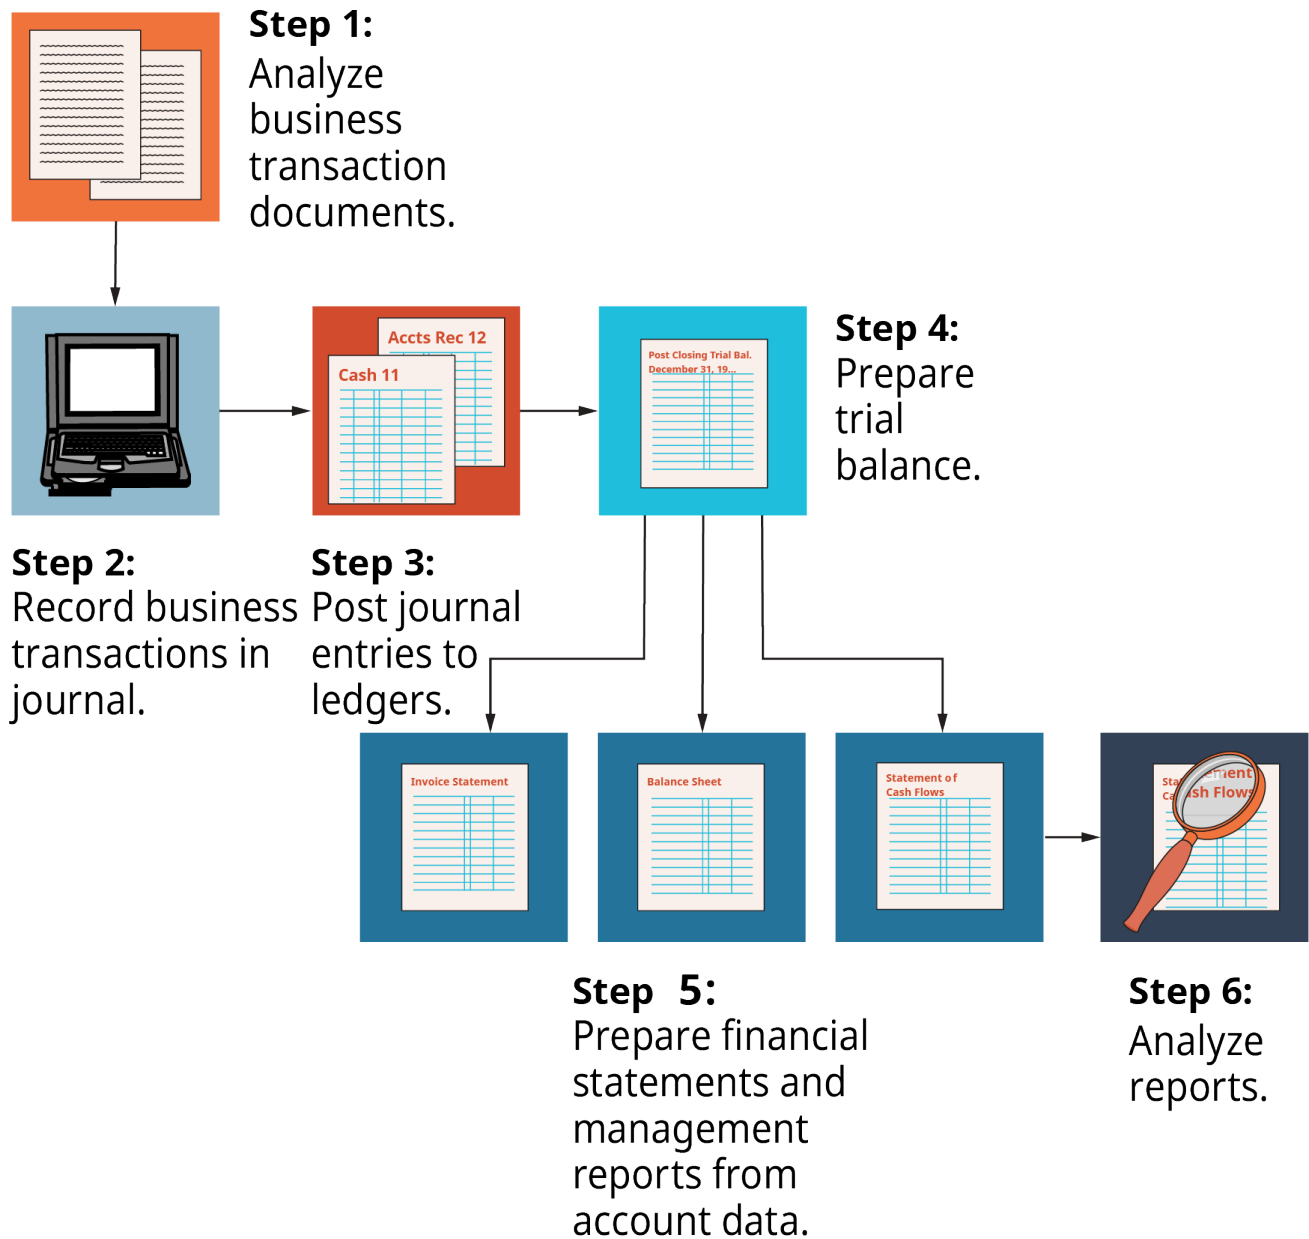 Step 1:
Analyze
business
transaction
documents.
Accts Rec 12
Cash 11
Post Closing Trial Bal.
December 31, 19...
Step 4:
Prepare
trial
balance.
Step 2:
Record business
transactions in
journal.
Step 3:
Post journal
entries to
ledgers.
Invoice Statement
Balance Sheet
Statement of
Cash Flows
Step 5:
Prepare financial
statements and
management
reports from
account data.
Step 6:
Analyze
reports.